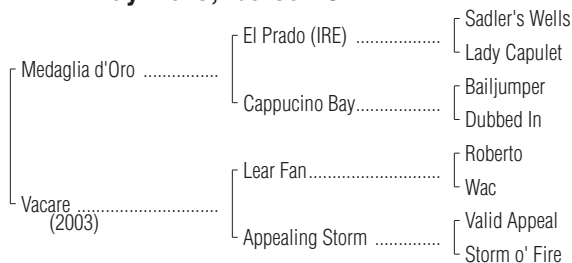 Sadler's Wells
El Prado (IRE) ..................
Lady Capulet
Medaglia d'Oro ................
Bailjumper
Cappucino Bay..................
Dubbed In
Roberto
Lear Fan............................
Wac
Vacare ..............................
(2003)
Valid Appeal
Appealing Storm ..............
Storm o' Fire